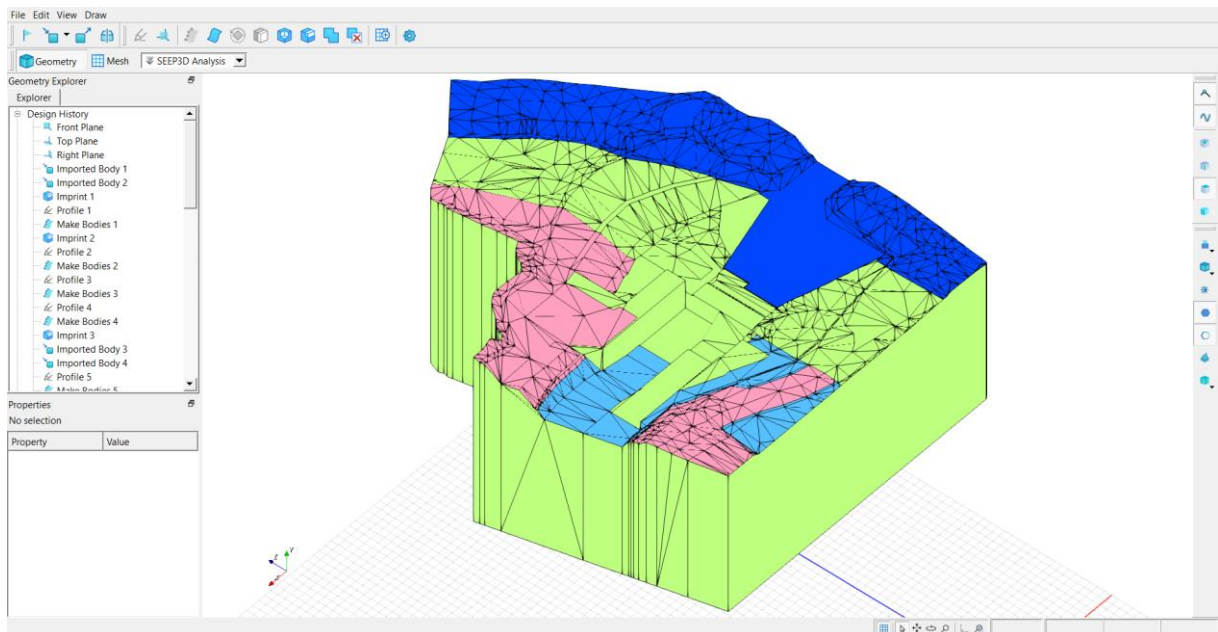 File Edit View Draw
Geometry Mesh SEEP3D Analysis
Geometry Explorer
Explorer
Design History
Front Plane
Top Plane
Right Plane
Imported Body 1
Imported Body 2
Imprint 1
Profile 1
Make Bodies 1
Imprint 2
Profile 2
Make Bodies 2
Profile 3
Make Bodies 3
Profile 4
Make Bodies 4
Imprint 3
Imported Body 3
Imported Body 4
Profile 5
Make Bodies 5
Properties
No selection
Property Value
Y
Z